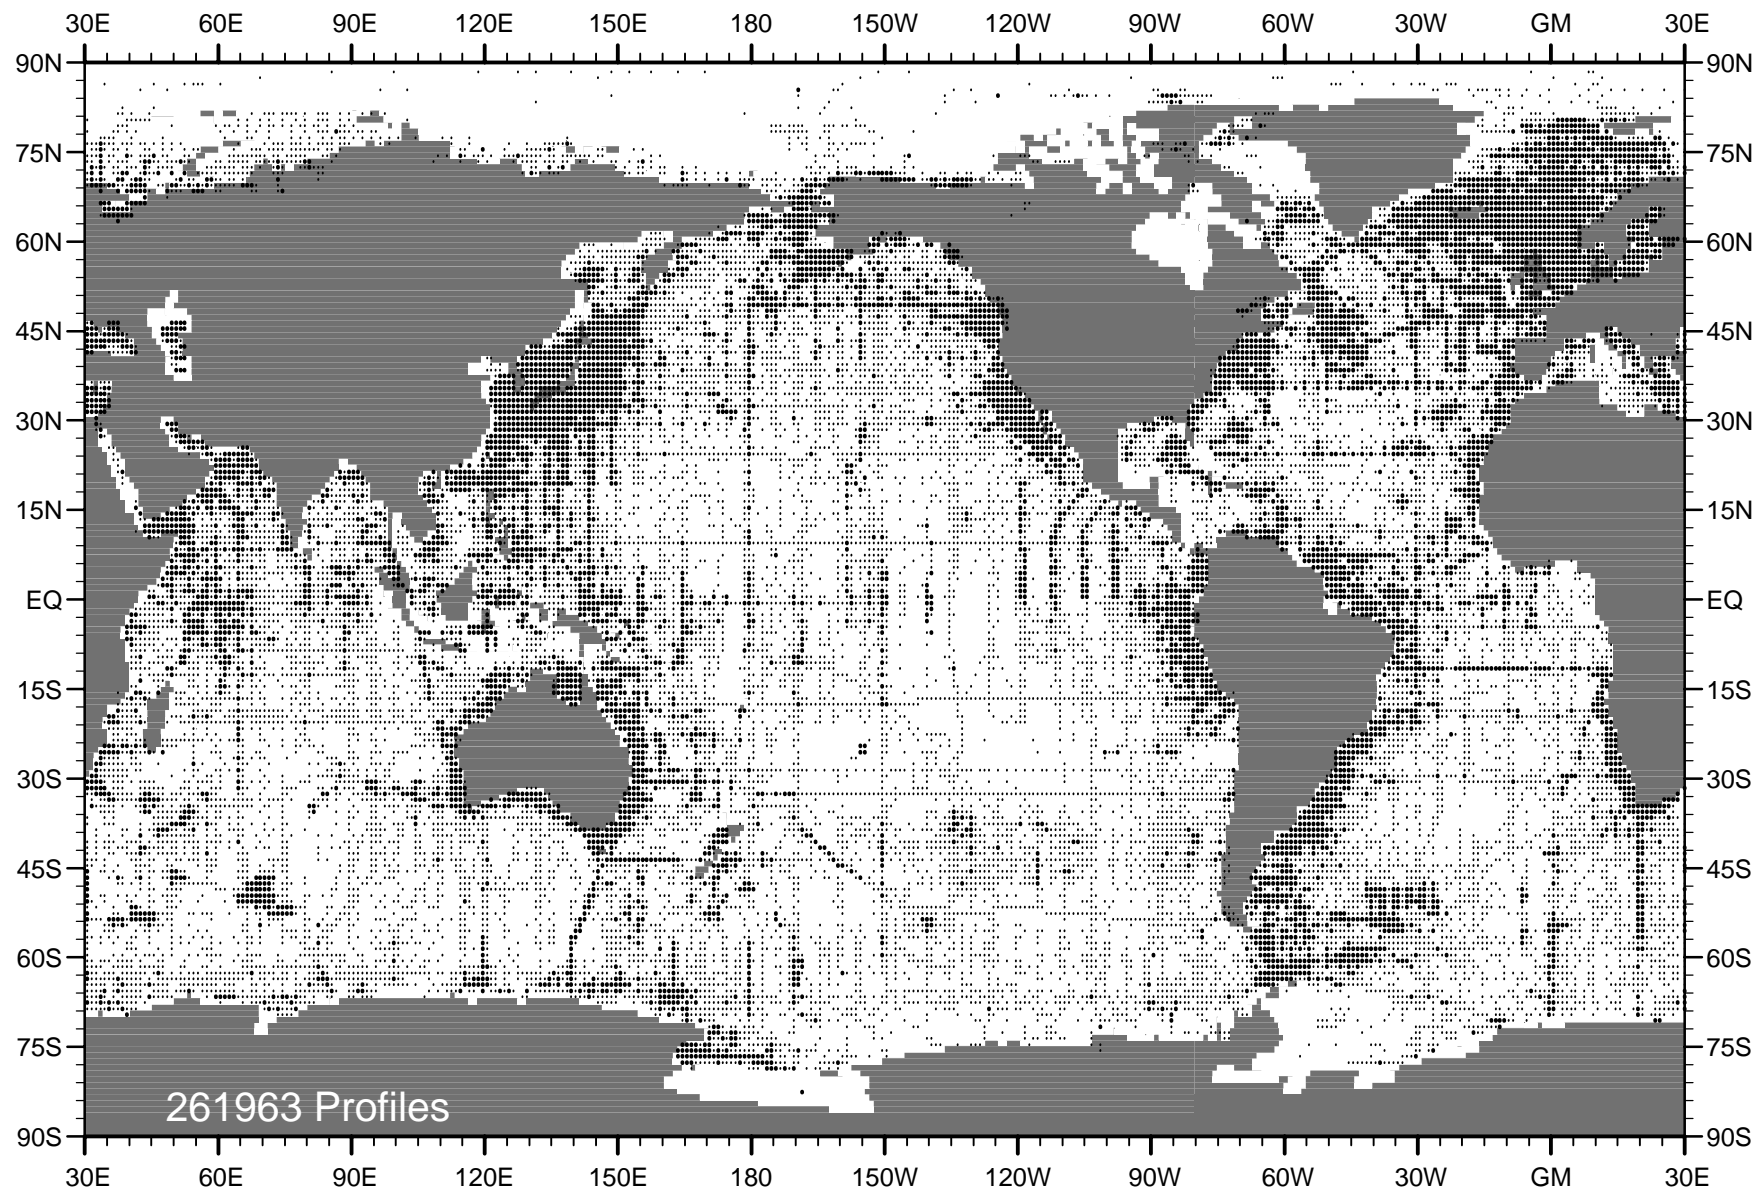 30E 60E 90E 120E 150E 180 150W 120W 90W 60W 30W GM 30E
90N 90N
75N 75N
60N 60N
45N 45N
30N 30N
15N 15N
EQ EQ
15S 15S
30S 30S
45S 45S
60S 60S
75S 75S
261963 Profiles
90S 90S
30E 60E 90E 120E 150E 180 150W 120W 90W 60W 30W GM 30E